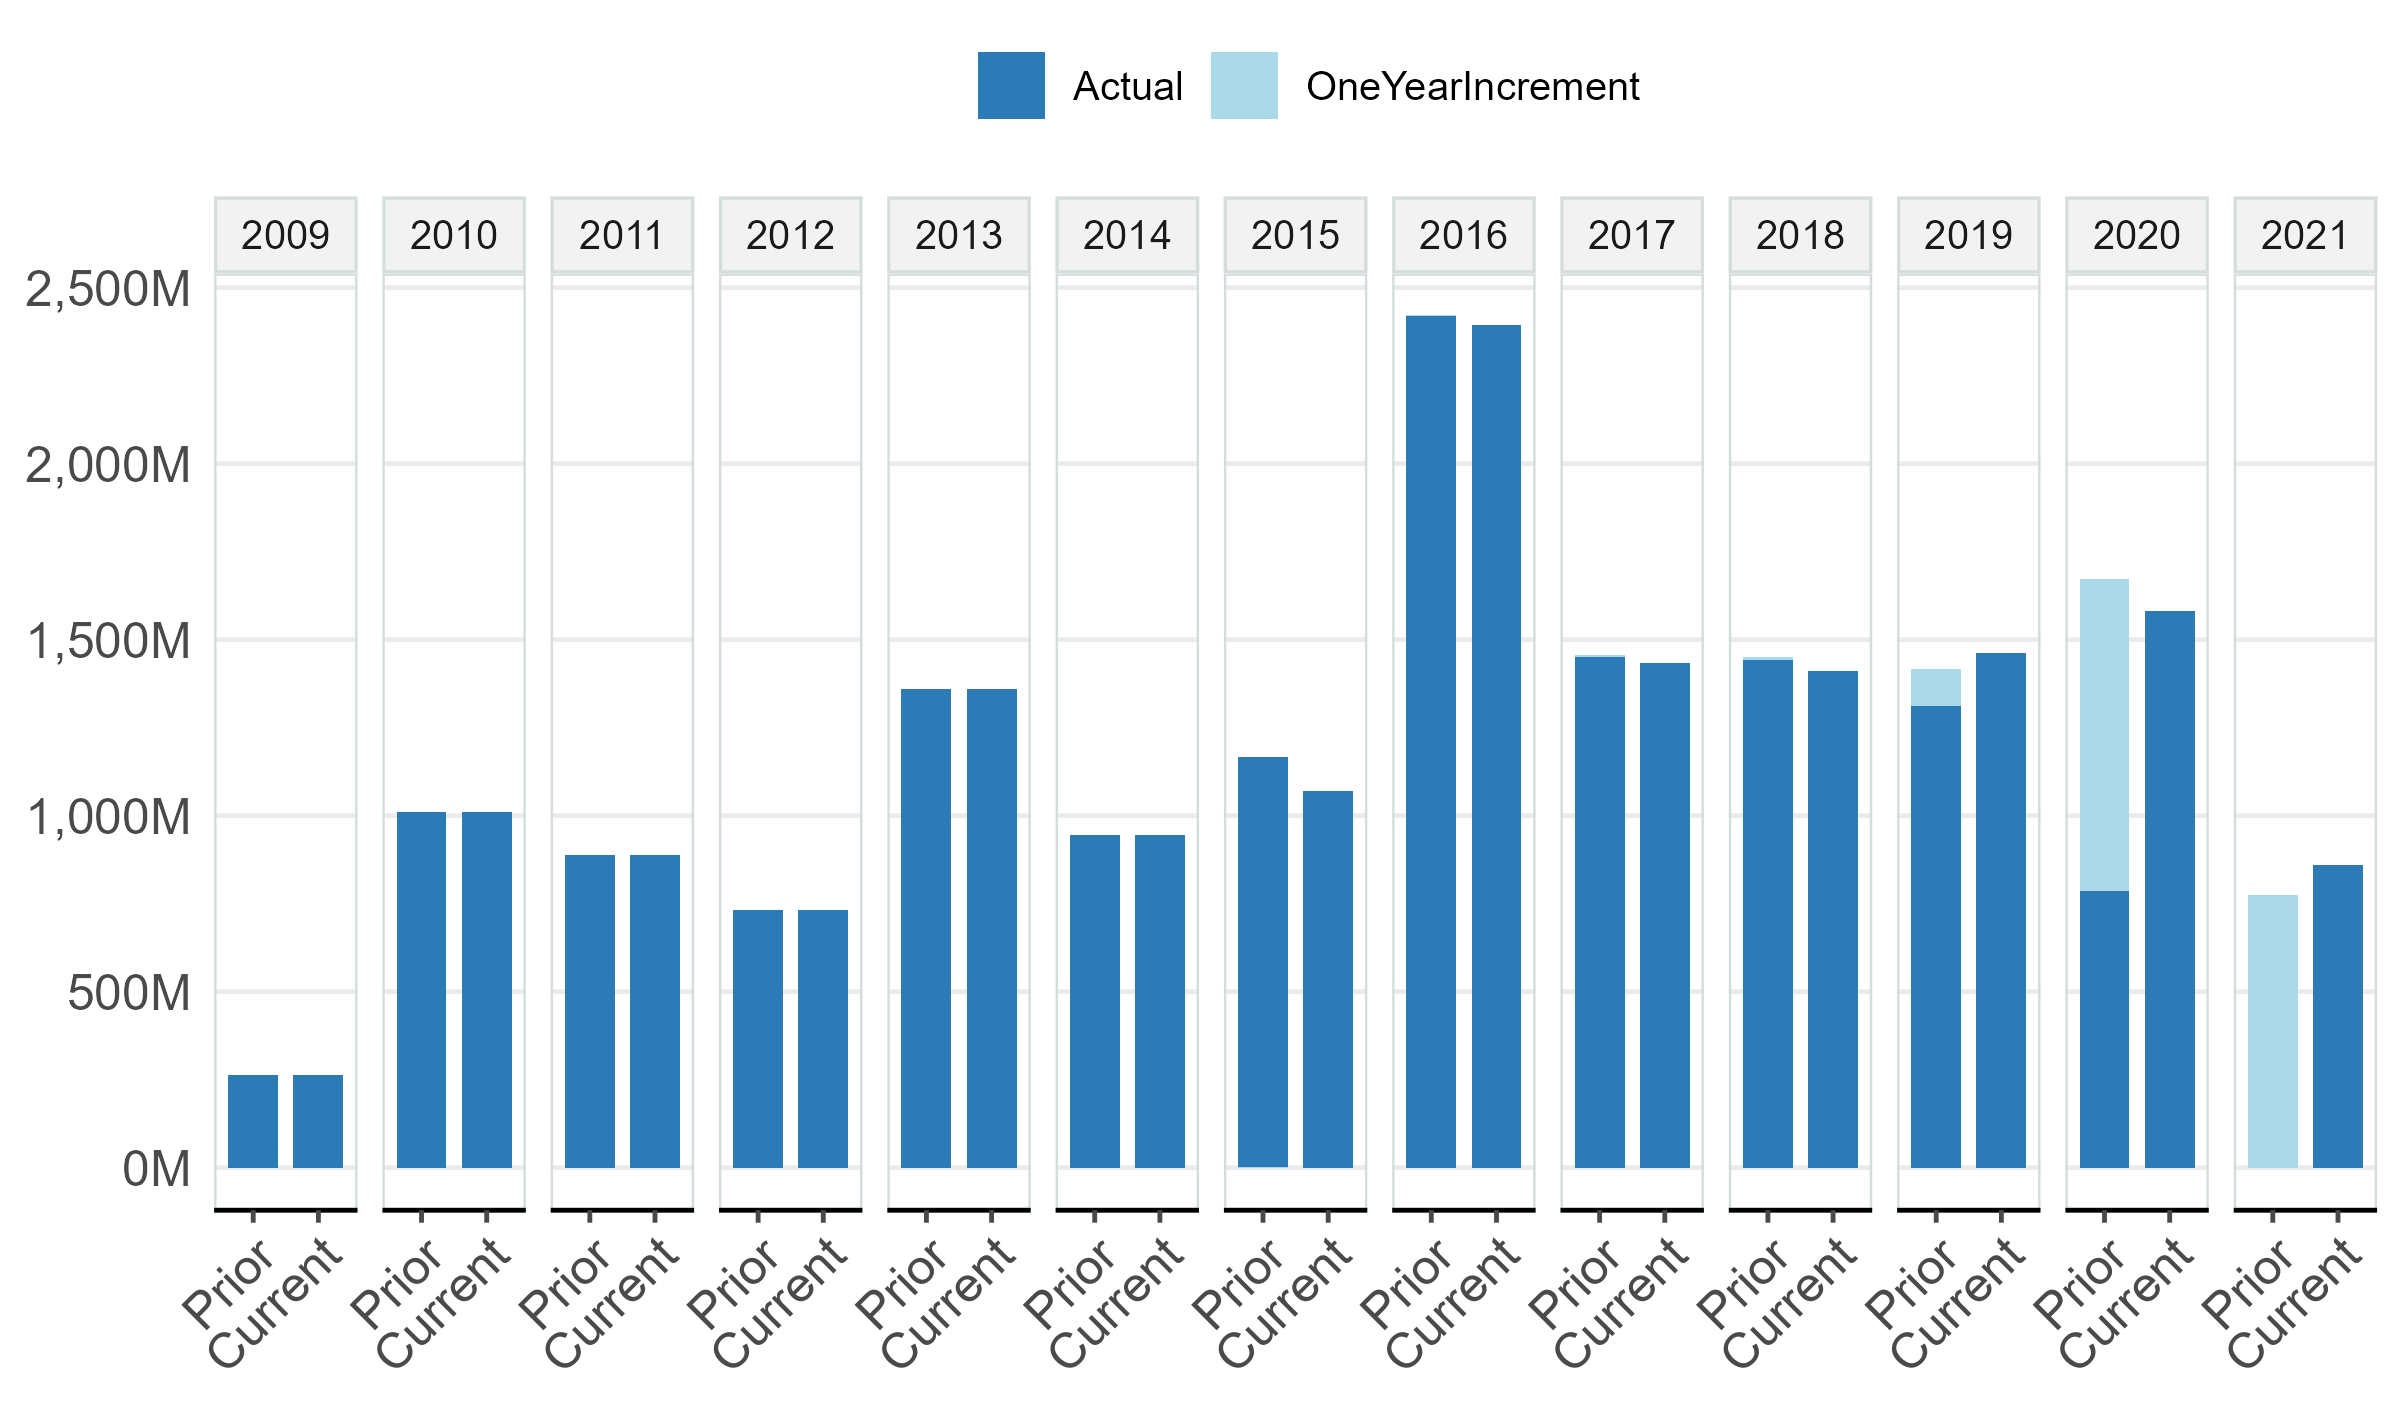 Actual OneYearIncrement
2009 2010 2011 2012 2013 2014 2015 2016 2017 2018 2019 2020 2021
2,500M
2,000M
1,500M
1,000M
500M
0M
Prior Current Prior Current Prior Current Prior Current Prior Current Prior Current Prior Current Prior Current Prior Current Prior Current Prior Current Prior Current Prior Current